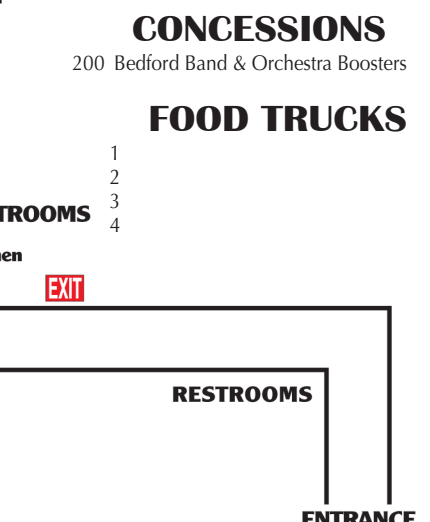 CONCESSIONS
200 Bedford Band & Orchestra Boosters
FOOD TRUCKS
1
2
3
4
EXIT
RESTROOMS
ENTRANCE